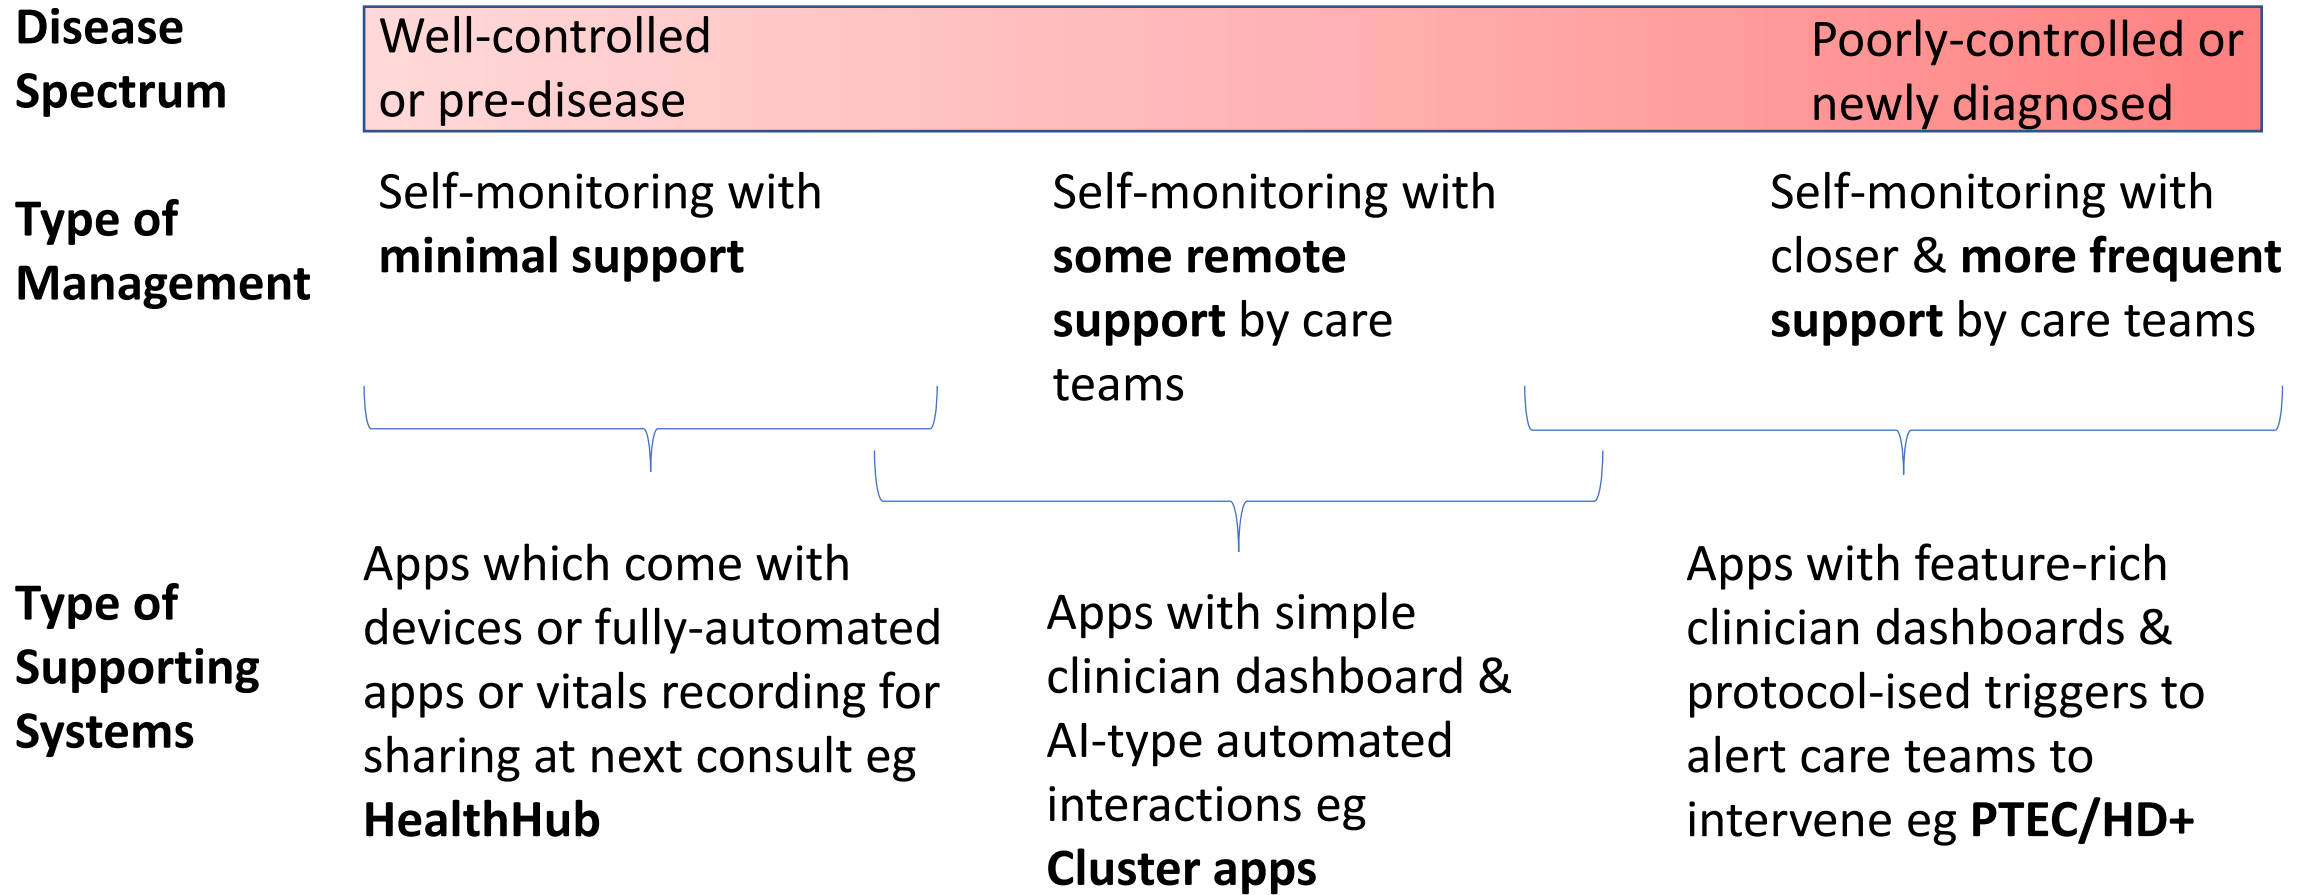 Disease
Spectrum
Well-controlled
or pre-disease
Poorly-controlled or
newly diagnosed
Type of
Management
Self-monitoring with
minimal support
Self-monitoring with
some remote
support by care
teams
Self-monitoring with
closer & more frequent
support by care teams
Type of
Supporting
Systems
Apps which come with
devices or fully-automated
apps or vitals recording for
sharing at next consult eg
HealthHub
Apps with simple
clinician dashboard &
AI-type automated
interactions eg
Cluster apps
Apps with feature-rich
clinician dashboards &
protocol-ised triggers to
alert care teams to
intervene eg PTEC/HD+